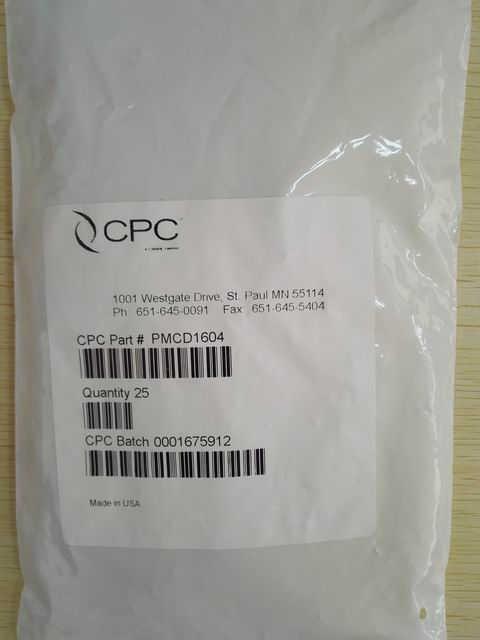 CPC
1001 Westgate Drive, St. Paul MN 55114
Ph: 651-645-0091 Fax: 651-645-5404
CPC Part # PMCD1604
Quantity 25
CPC Batch 0001675912
Made in USA